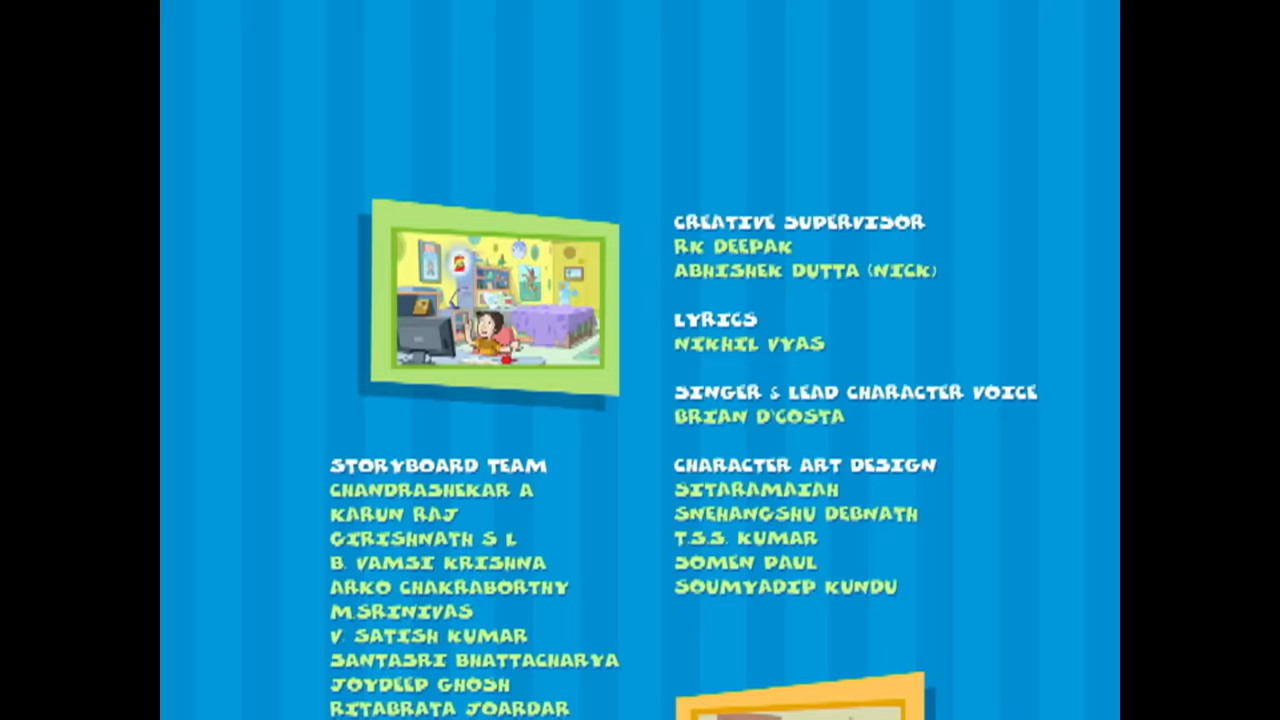 CREATIVE SUPERVISOR
RK DEEPAK
ABHISHEK DUTTA (NICK)
LYRICS
NIKHIL VYAS
SINGER & LEAD CHARACTER VOICE
BRIAN D'COSTA
STORYBOARD TEAM
CHANDRASHEKAR A
KARUN RAJ
GIRISHNATH S L
B. VAMSI KRISHNA
ARKO CHAKRABORTHY
M.SRINIVAS
V. SATISH KUMAR
SANTASRI BHATTACHARYA
JOYDEEP GHOSH
RITABRATA JOARDAR
CHARACTER ART DESIGN
SITARAMAIAH
SNEHANGSHU DEBNATH
T.S.S. KUMAR
SOMEN PAUL
SOUMYADIP KUNDU